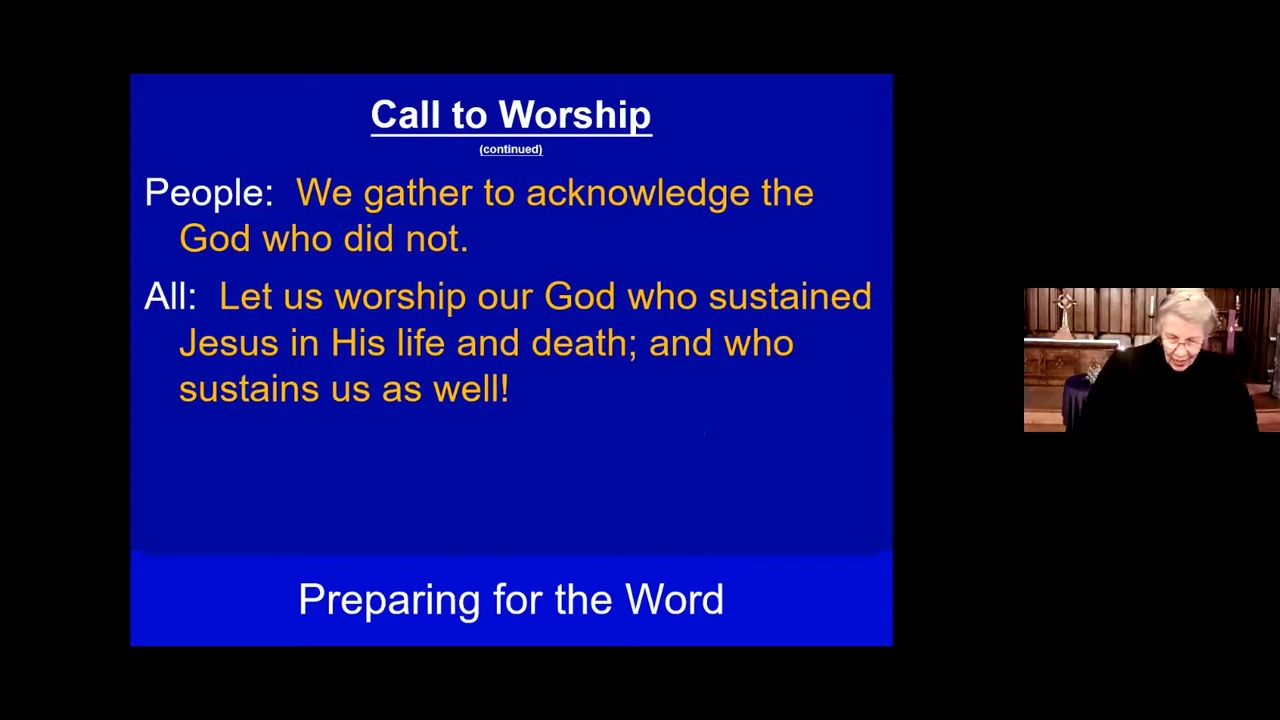 Call to Worship
(continued)
People: We gather to acknowledge the
God who did not.
All: Let us worship our God who sustained
Jesus in His life and death; and who
sustains us as well!
Preparing for the Word